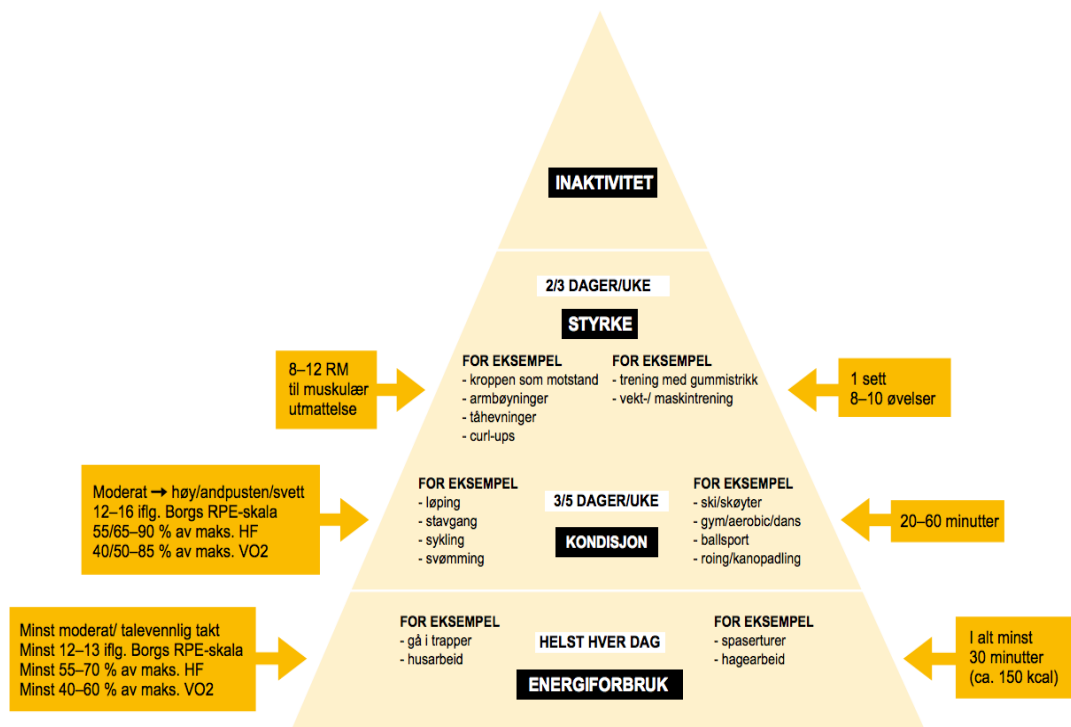 INAKTIVITET
2/3 DAGER/UKE
STYRKE
8–12 RM
til muskulær
utmattelse
FOR EKSEMPEL
- kroppen som motstand
- armbøyninger
- tåhevninger
- curl-ups
FOR EKSEMPEL
- trening med gummistrikk
- vekt-/ maskintrening
1 sett
8–10 øvelser
Moderat → høy/andpusten/svett
12–16 iflg. Borgs RPE-skala
55/65–90 % av maks. HF
40/50–85 % av maks. VO2
FOR EKSEMPEL
- løping
- stavgang
- sykling
- svømming
3/5 DAGER/UKE
KONDISJON
FOR EKSEMPEL
- ski/skøyter
- gym/aerobic/dans
- ballsport
- roing/kanopadling
20–60 minutter
Minst moderat/ talevennlig takt
Minst 12–13 iflg. Borgs RPE-skala
Minst 55–70 % av maks. HF
Minst 40–60 % av maks. VO2
FOR EKSEMPEL
- gå i trapper
- husarbeid
HELST HVER DAG
ENERGIFORBRUK
FOR EKSEMPEL
- spaserturer
- hagearbeid
I alt minst
30 minutter
(ca. 150 kcal)